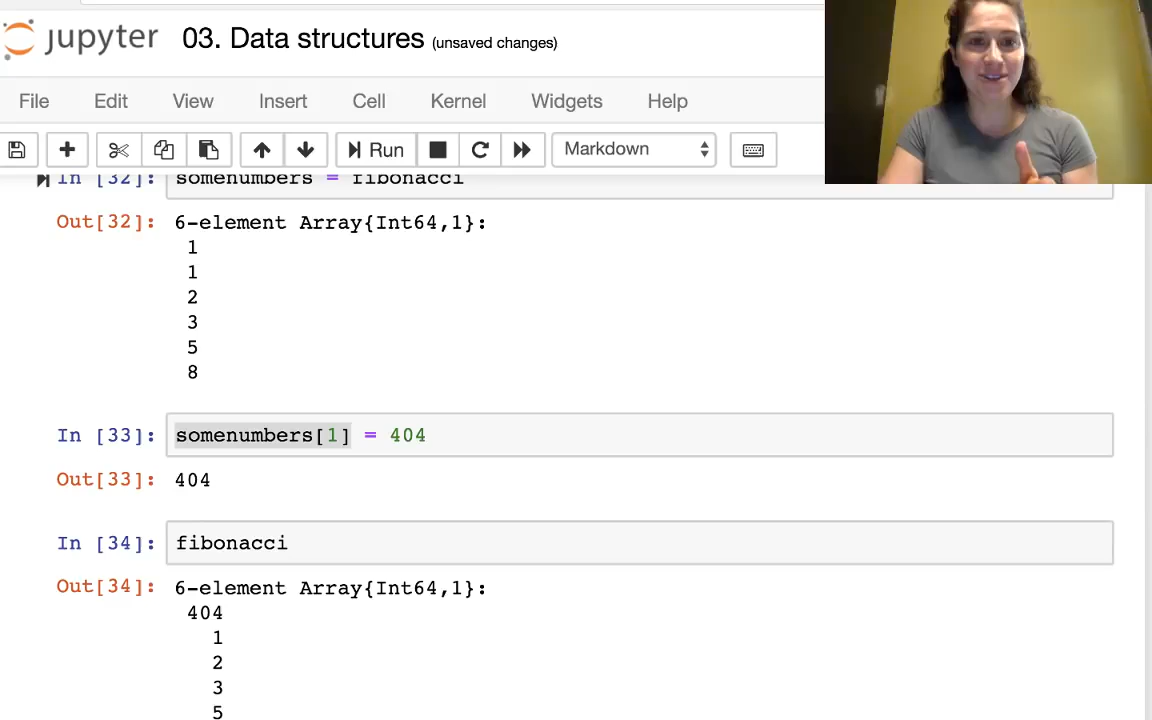 jupyter 03. Data structures (unsaved changes)
File Edit View Insert Cell Kernel Widgets Help
Run Markdown
In [32]: somenumbers = fibonacci
Out[32]: 6-element Array{Int64,1}:
1
1
2
3
5
8
In [33]: somenumbers[1] = 404
Out[33]: 404
In [34]: fibonacci
Out[34]: 6-element Array{Int64,1}:
404
1
2
3
5